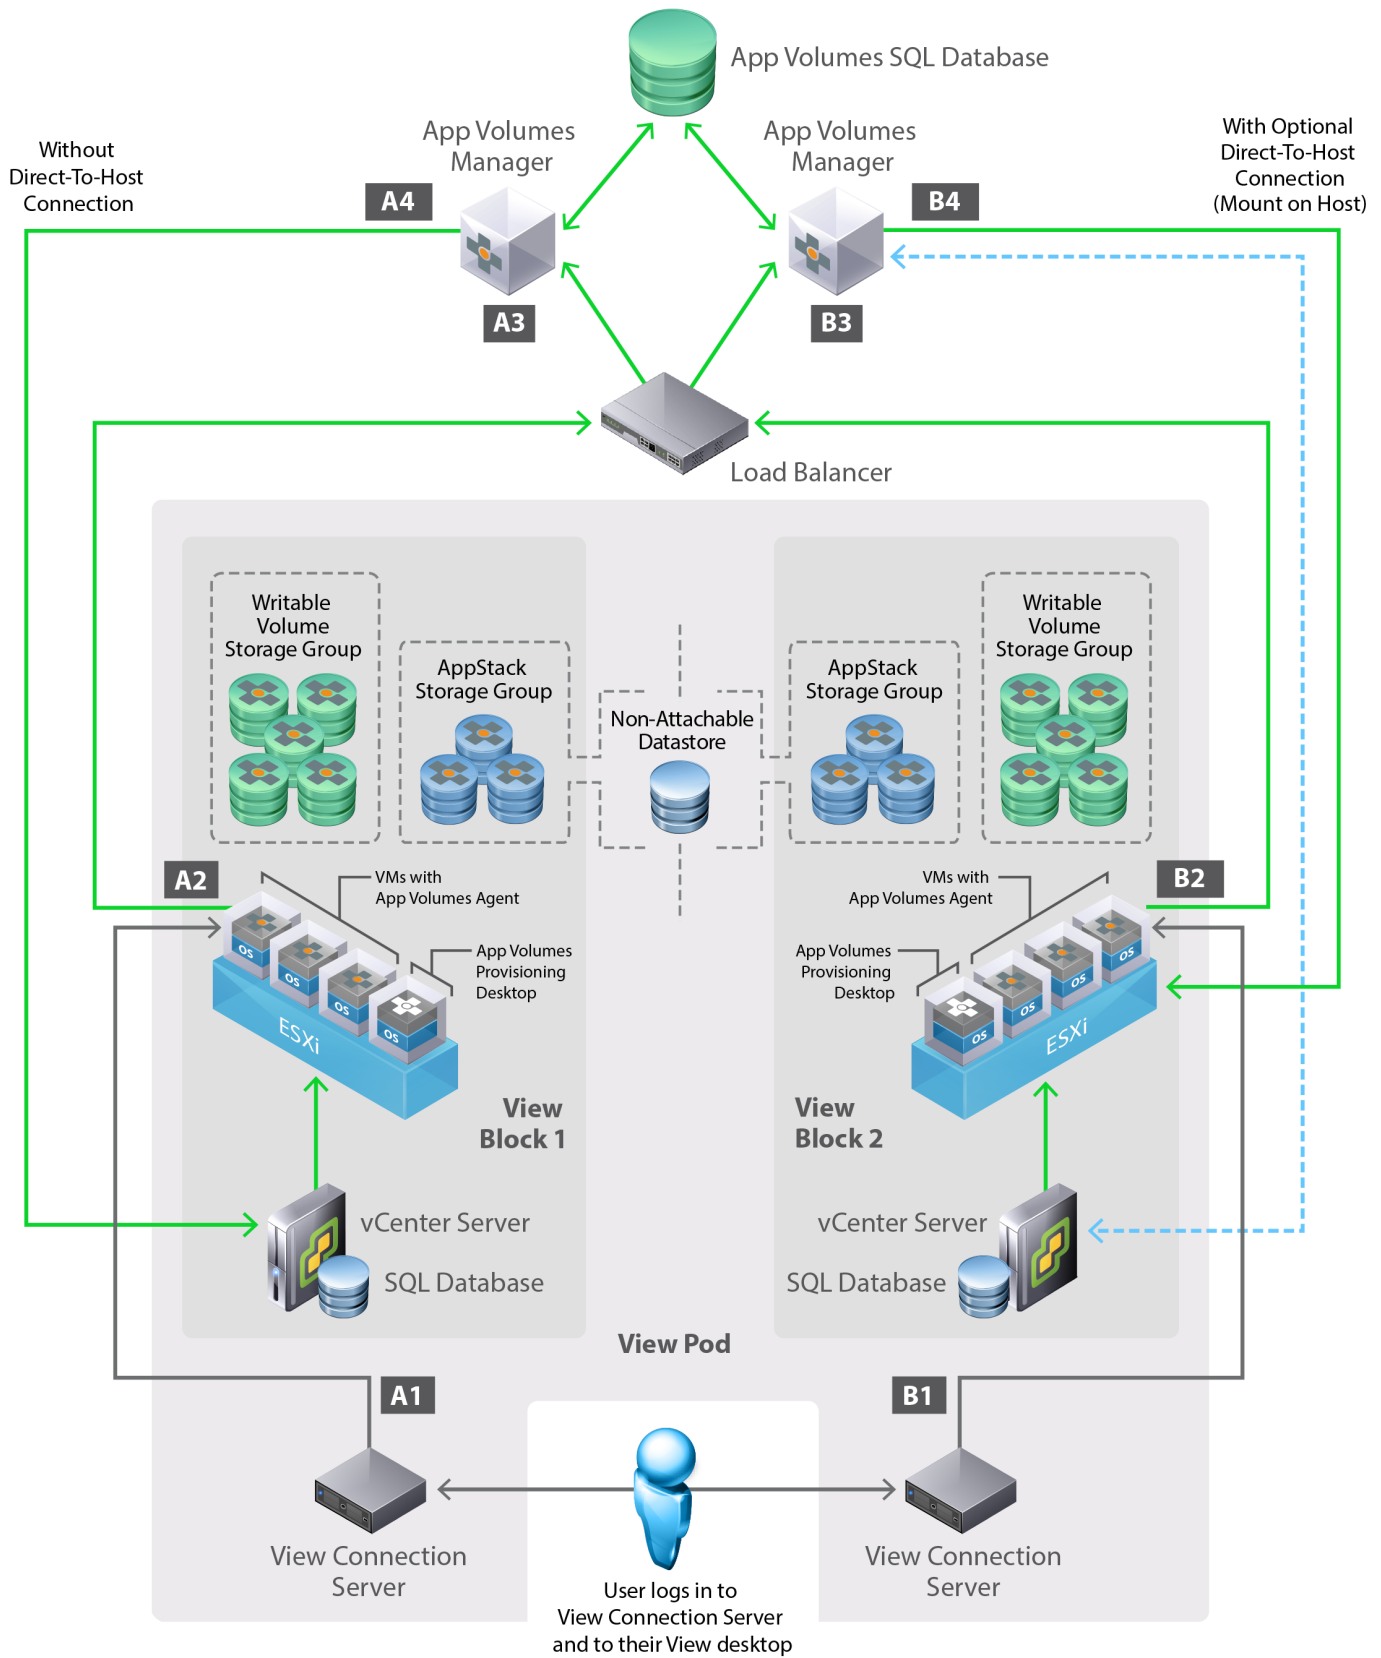 App Volumes SQL Database
App Volumes
Manager
App Volumes
Manager
Without
Direct-To-Host
Connection
With Optional
Direct-To-Host
Connection
(Mount on Host)
A4
B4
A3
B3
Load Balancer
Writable
Volume
Storage Group
AppStack
Storage Group
Non-Attachable
Datastore
AppStack
Storage Group
Writable
Volume
Storage Group
A2
VMs with
App Volumes Agent
VMs with
App Volumes Agent
B2
App Volumes
Provisioning
Desktop
App Volumes
Provisioning
Desktop
OS
OS
OS
OS
ESXi
OS
OS
OS
OS
ESXi
View
Block 1
View
Block 2
vCenter Server
SQL Database
vCenter Server
SQL Database
View Pod
A1
B1
View Connection
Server
View Connection
Server
User logs in to
View Connection Server
and to their View desktop